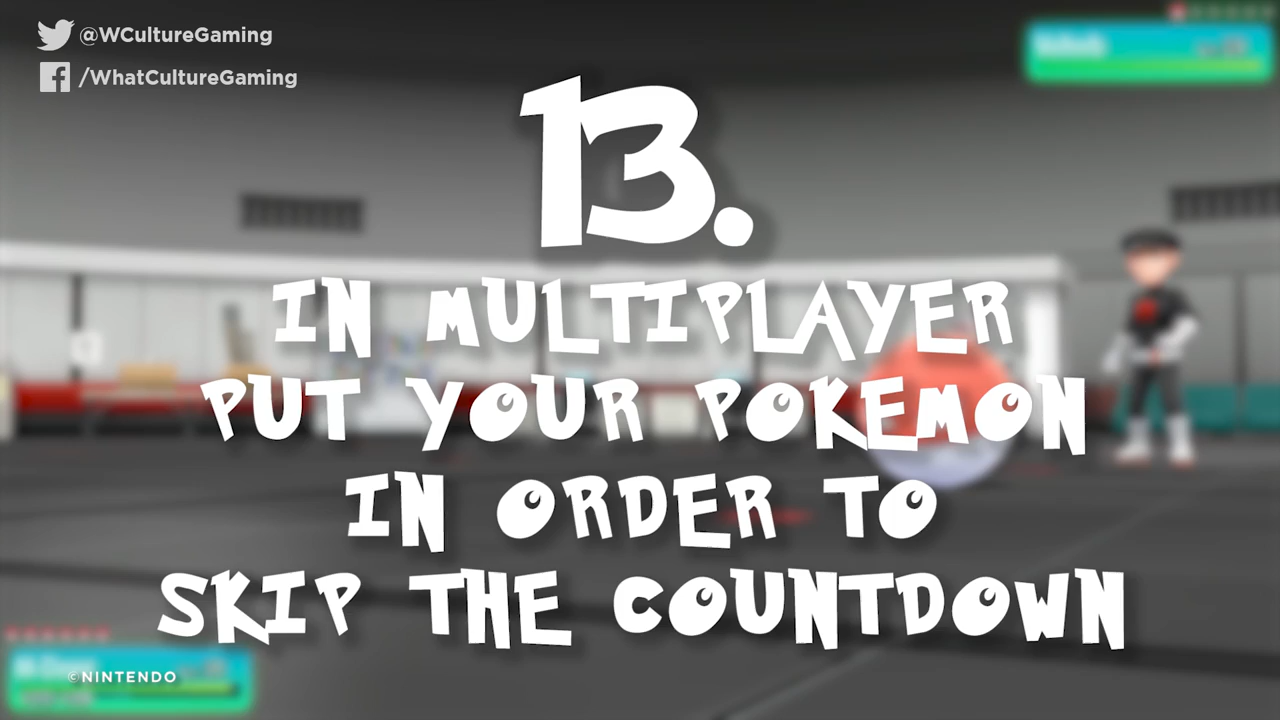 @WCultureGaming
/WhatCultureGaming
13.
IN MULTIPLAYER
PUT YOUR POKEMON
IN ORDER TO
SKIP THE COUNTDOWN
©NINTENDO